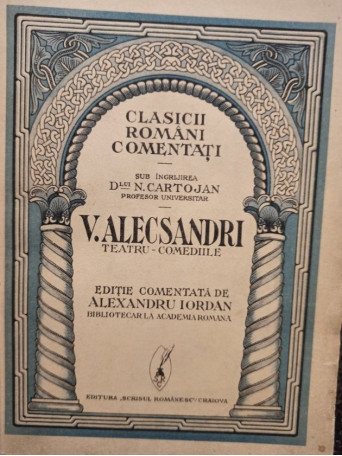 CLASICII
ROMÂNI
COMENTAȚI
SUB ÎNGRIJIREA
DLUI N. CARTOJAN
PROFESOR UNIVERSITAR
V. ALECSANDRI
TEATRU - COMEDIILE
EDIȚIE COMENTATĂ DE
ALEXANDRU IORDAN
BIBLIOTECAR LA ACADEMIA ROMÂNĂ
EDITURA „SCRISUL ROMÂNESC” CRAIOVA